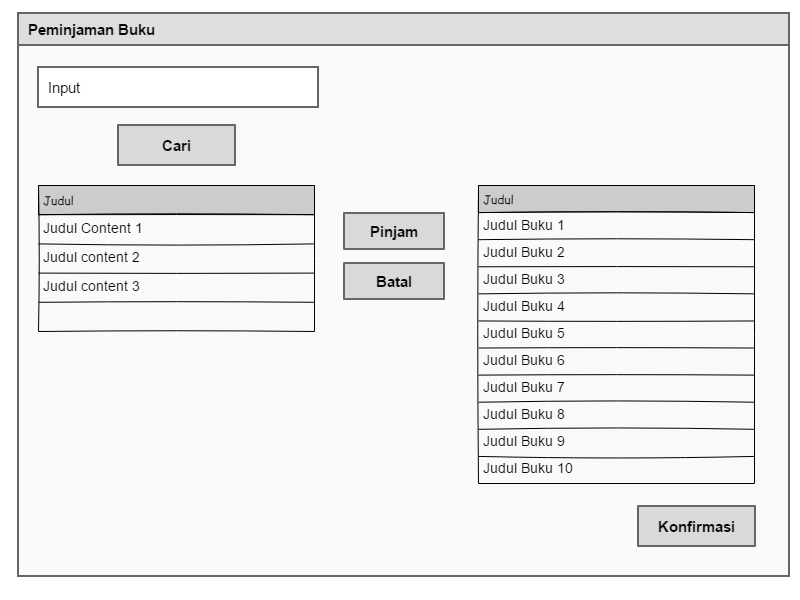 Peminjaman Buku
Input
Cari
Judul
Judul Content 1
Judul content 2
Judul content 3
Pinjam
Batal
Judul
Judul Buku 1
Judul Buku 2
Judul Buku 3
Judul Buku 4
Judul Buku 5
Judul Buku 6
Judul Buku 7
Judul Buku 8
Judul Buku 9
Judul Buku 10
Konfirmasi